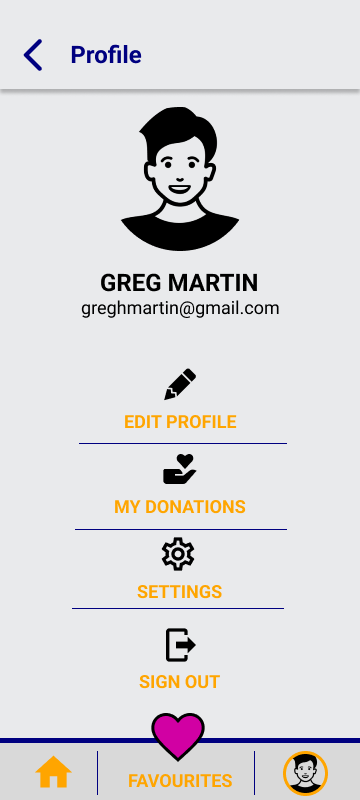 Profile
GREG MARTIN
greghmartin@gmail.com
EDIT PROFILE
MY DONATIONS
SETTINGS
SIGN OUT
FAVOURITES